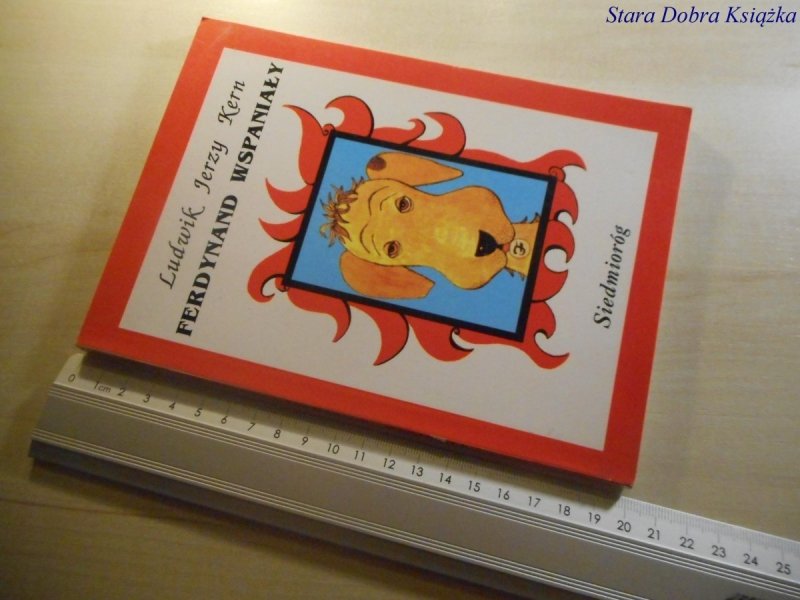 Stara Dobra Książka
Ludwik Jerzy Kern
FERDYNAND WSPANIAŁY
Siedmioróg
0 1cm 2 3 4 5 6 7 8 9 10 11 12 13 14 15 16 17 18 19 20 21 22 23 24 25